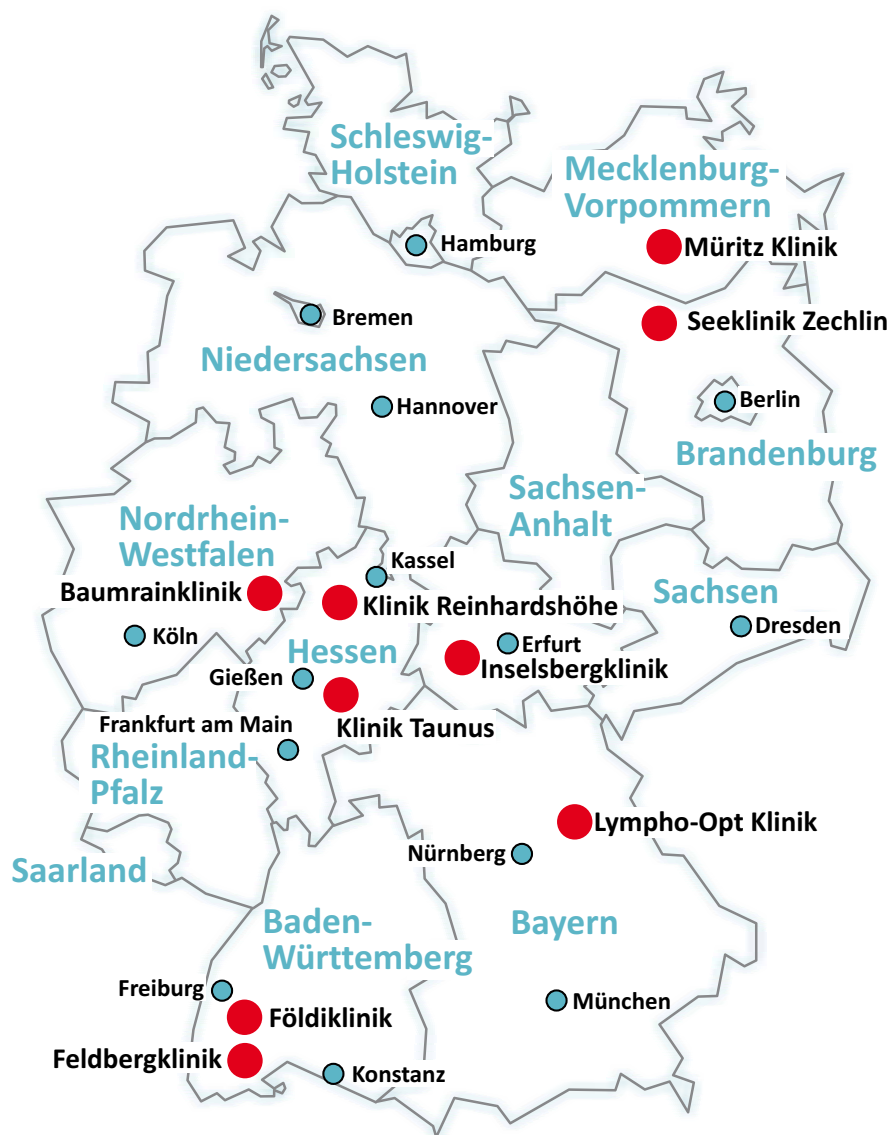 Schleswig-
Holstein
Mecklenburg-
Vorpommern
Hamburg
Müritz Klinik
Bremen
Seeklinik Zechlin
Niedersachsen
Hannover
Berlin
Brandenburg
Sachsen-
Anhalt
Nordrhein-
Westfalen
Kassel
Baumrainklinik
Klinik Reinhardshöhe
Sachsen
Köln
Dresden
Erfurt
Hessen
Inselsbergklinik
Gießen
Frankfurt am Main
Klinik Taunus
Rheinland-
Pfalz
Lympho-Opt Klinik
Nürnberg
Saarland
Baden-
Württemberg
Bayern
Freiburg
München
Földiklinik
Feldbergklinik
Konstanz